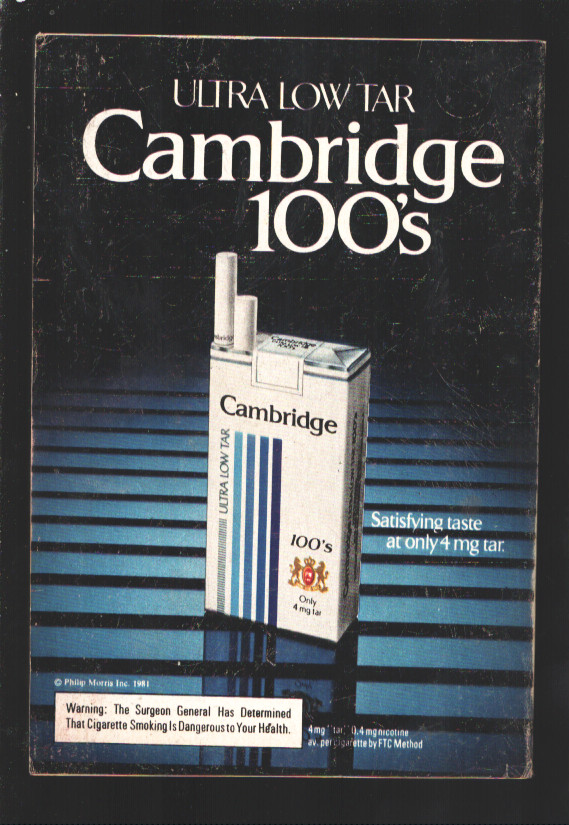 ULTRA LOW TAR
Cambridge
100's
Cambridge
ULTRA LOW TAR
100's
Only
4 mg tar
Satisfying taste
at only 4 mg tar.
© Philip Morris Inc. 1981
Warning: The Surgeon General Has Determined
That Cigarette Smoking Is Dangerous to Your Health.
4 mg "tar," 0.4 mg nicotine
av. per cigarette by FTC Method